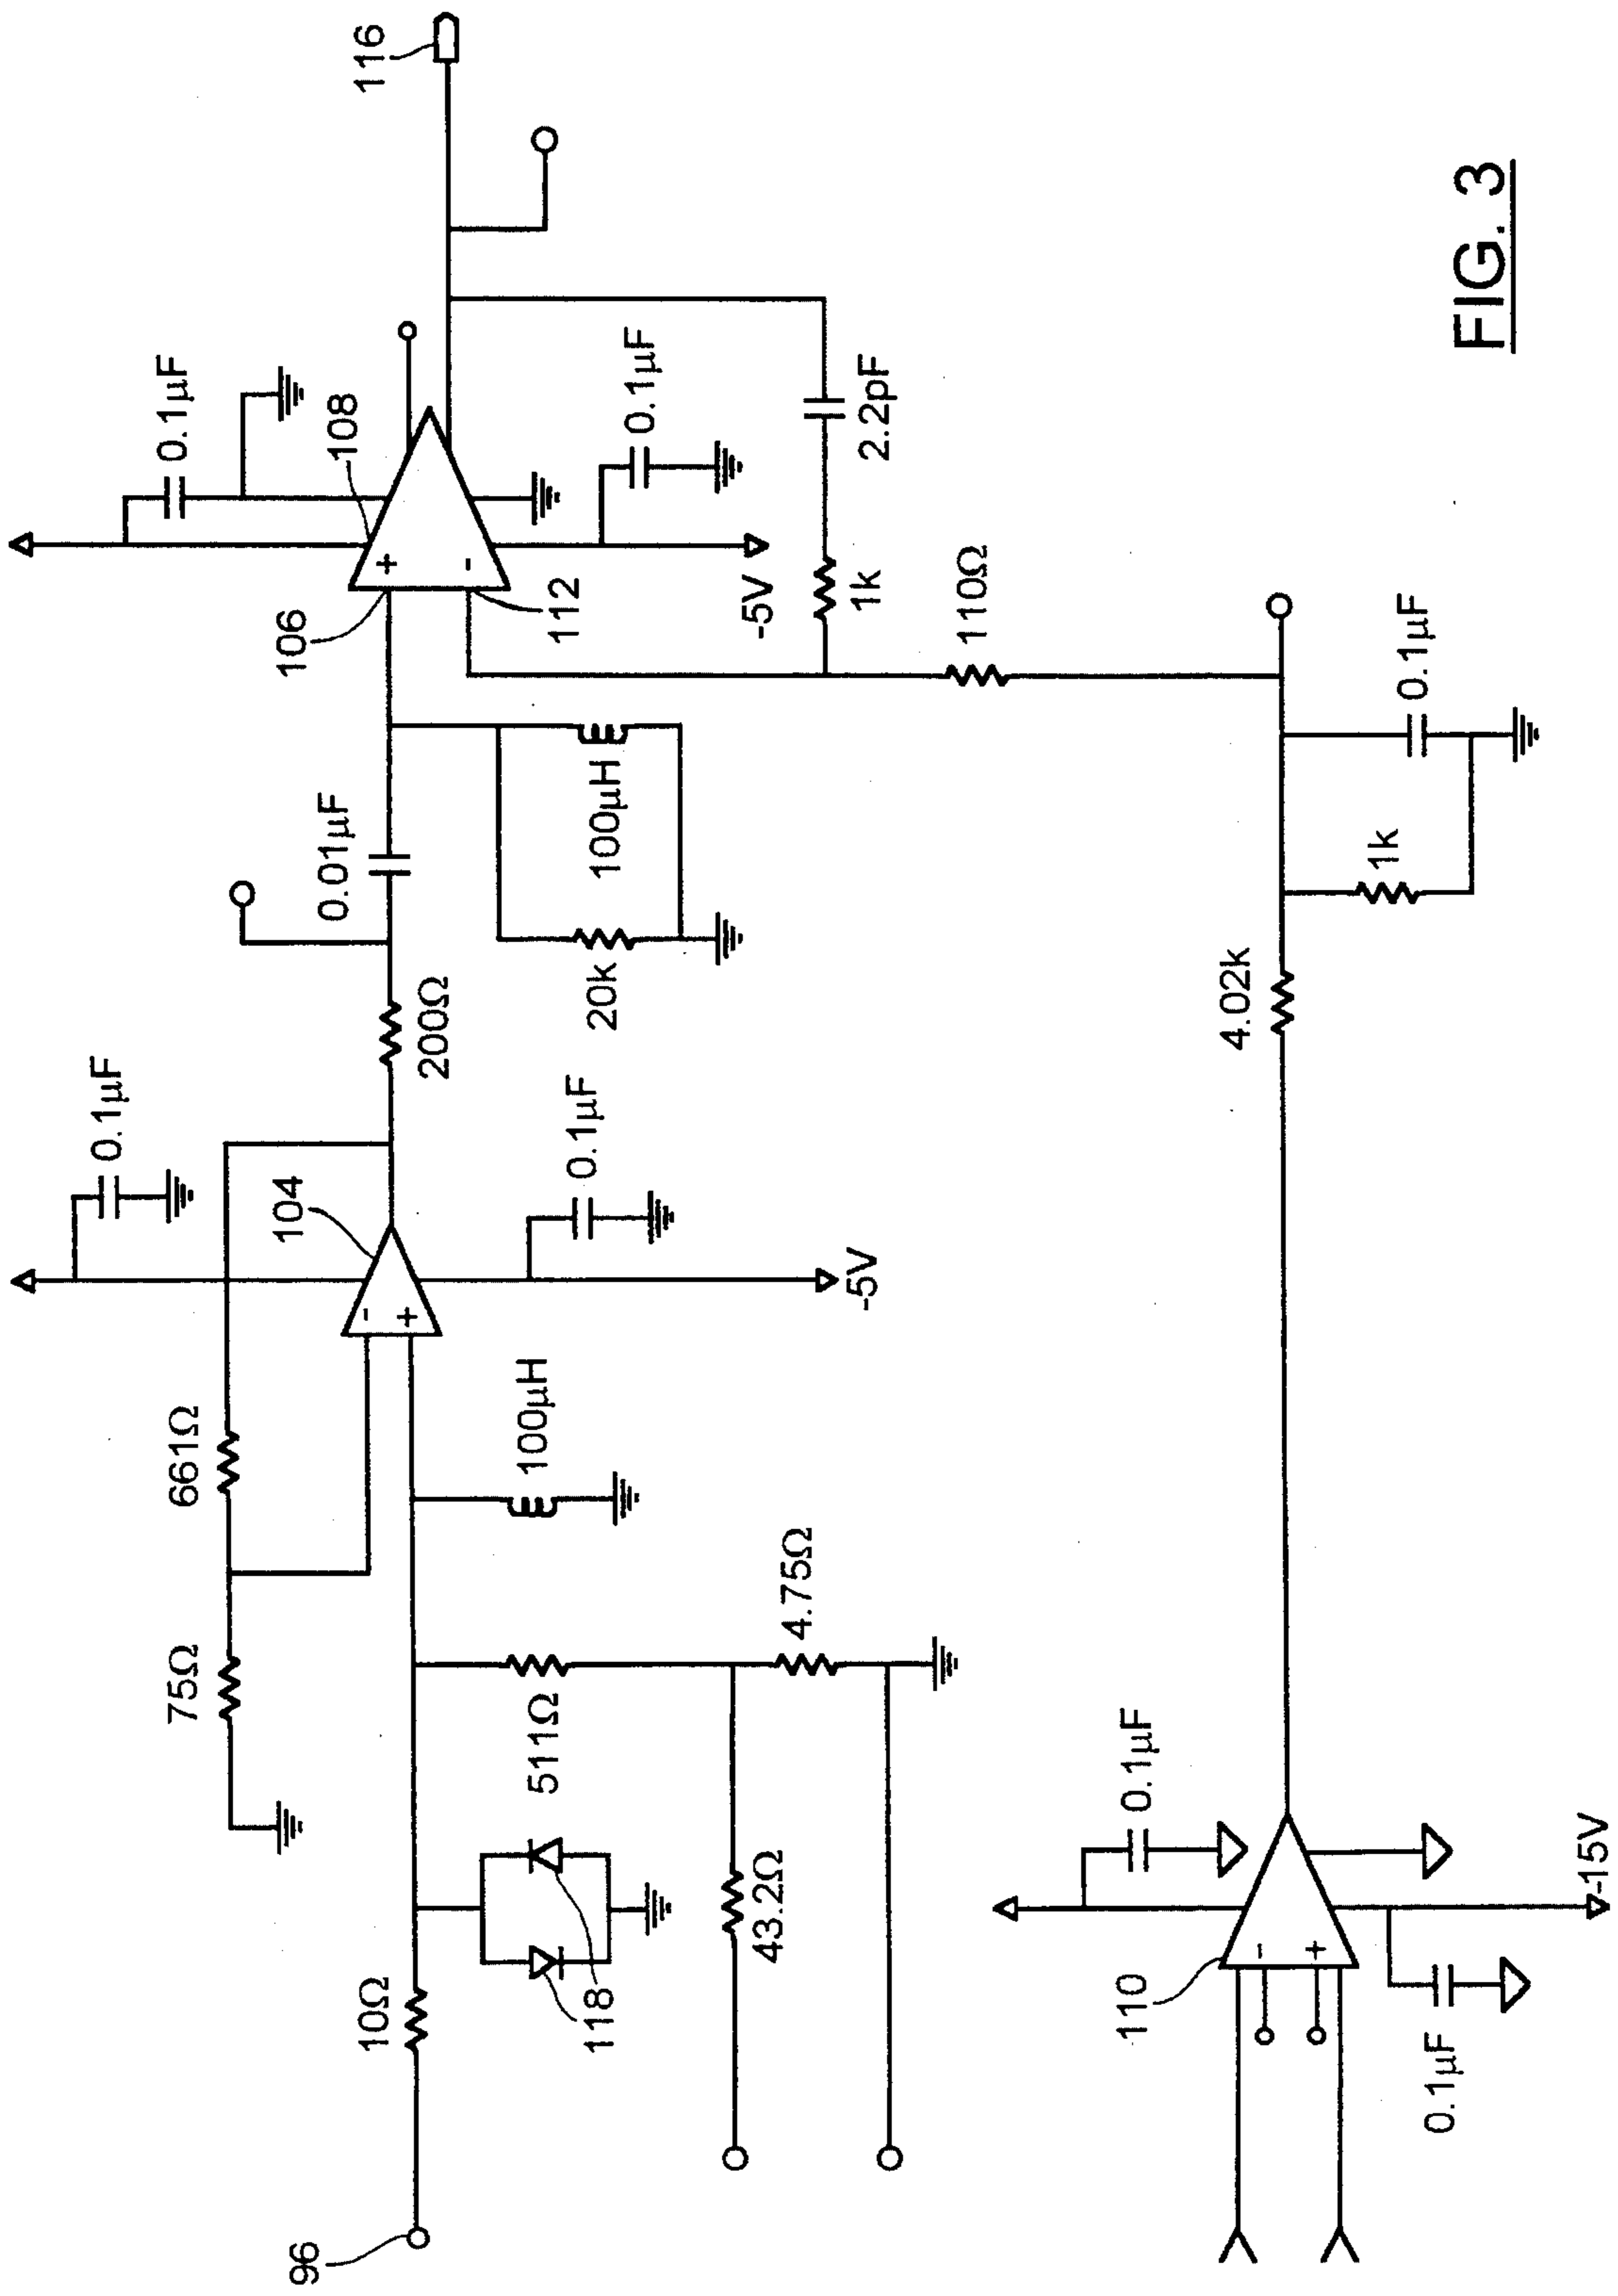 116
0.1µF
108
106
112
0.1µF
-5V
2.2pF
1k
110Ω
0.01µF
100µH
20k
200Ω
0.1µF
104
0.1µF
-5V
661Ω
75Ω
100µH
511Ω
4.75Ω
10Ω
118
43.2Ω
96
0.1µF
1k
4.02k
0.1µF
110
0.1µF
-15V
+
-
-
+
-
+
FIG. 3